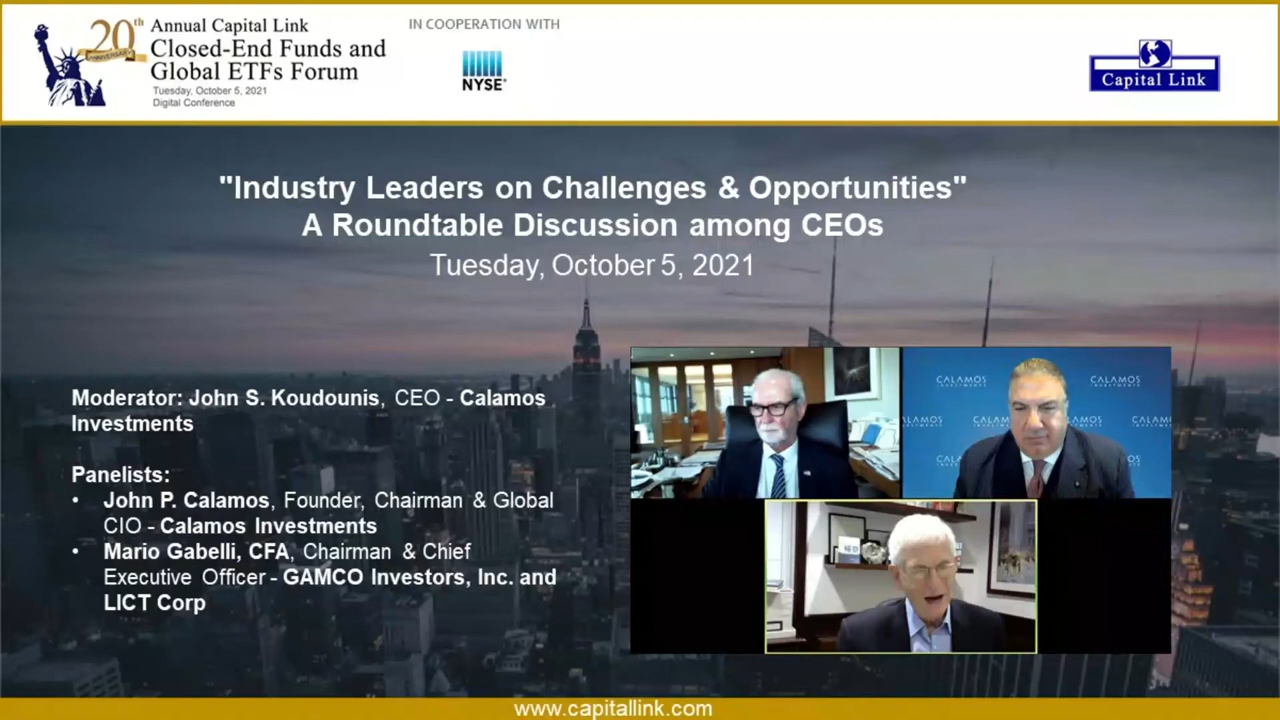 20th
ANNIVERSARY
Annual Capital Link
Closed-End Funds and
Global ETFs Forum
Tuesday, October 5, 2021
Digital Conference
IN COOPERATION WITH
NYSE
Capital Link
"Industry Leaders on Challenges & Opportunities"
A Roundtable Discussion among CEOs
Tuesday, October 5, 2021
Moderator: John S. Koudounis, CEO - Calamos
Investments
Panelists:
• John P. Calamos, Founder, Chairman & Global
CIO - Calamos Investments
• Mario Gabelli, CFA, Chairman & Chief
Executive Officer - GAMCO Investors, Inc. and
LICT Corp
CALAMOS
INVESTMENTS
CALAMOS
INVESTMENTS
www.capitallink.com